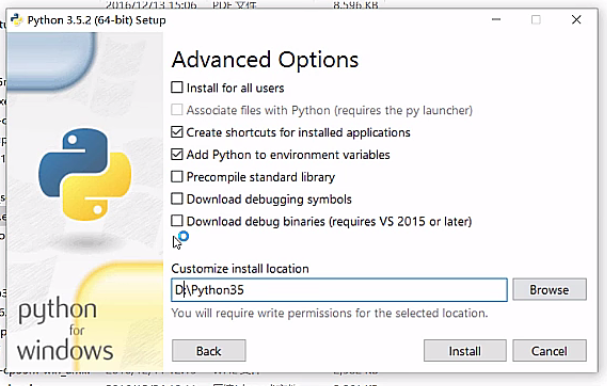 2016/12/13 15:06 PDF 文件 8,596 KB
Python 3.5.2 (64-bit) Setup
Advanced Options
Install for all users
Associate files with Python (requires the py launcher)
Create shortcuts for installed applications
Add Python to environment variables
Precompile standard library
Download debugging symbols
Download debug binaries (requires VS 2015 or later)
Customize install location
D:\Python35
Browse
You will require write permissions for the selected location.
python
for
windows
Back
Install
Cancel